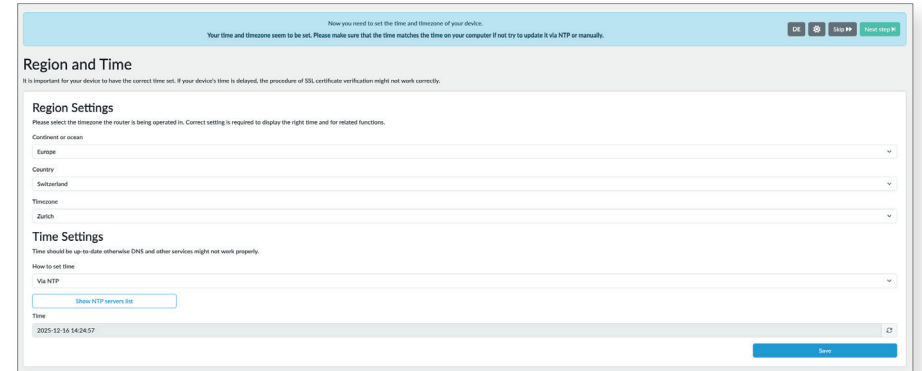 Now you need to set the time and timezone of your device.
Your time and timezone seem to be set. Please make sure that the time matches the time on your computer if not try to update it via NTP or manually.
DE
Skip
Next step
Region and Time
It is important for your device to have the correct time set. If your device's time is delayed, the procedure of SSL certificate verification might not work correctly.
Region Settings
Please select the timezone the router is being operated in. Correct setting is required to display the right time and for related functions.
Continent or ocean
Europe
Country
Switzerland
Timezone
Zurich
Time Settings
Time should be up-to-date otherwise DNS and other services might not work properly.
How to set time
Via NTP
Show NTP servers list
Time
2025-12-16 14:24:57
Save